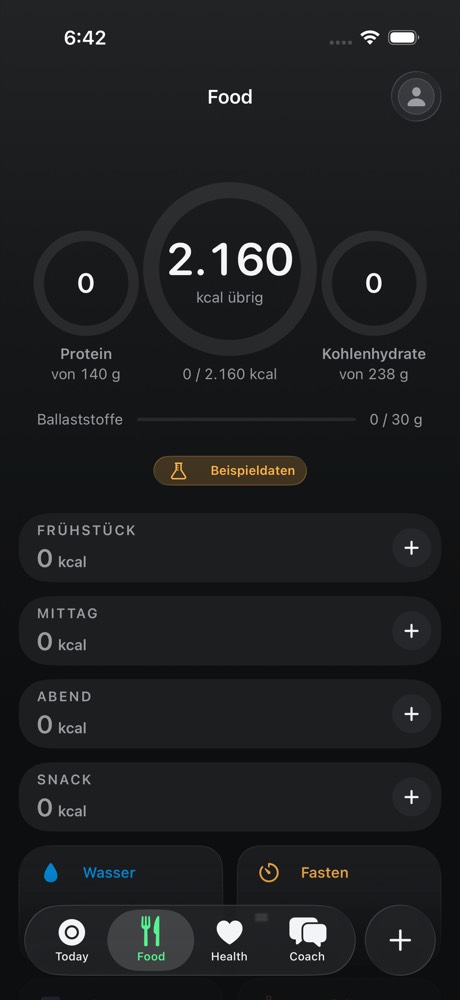 6:42
Food
0
2.160
kcal übrig
0
Protein
von 140 g
0 / 2.160 kcal
Kohlenhydrate
von 238 g
Ballaststoffe
0 / 30 g
Beispieldaten
FRÜHSTÜCK
0 kcal
MITTAG
0 kcal
ABEND
0 kcal
SNACK
0 kcal
Wasser
Fasten
Today
Food
Health
Coach